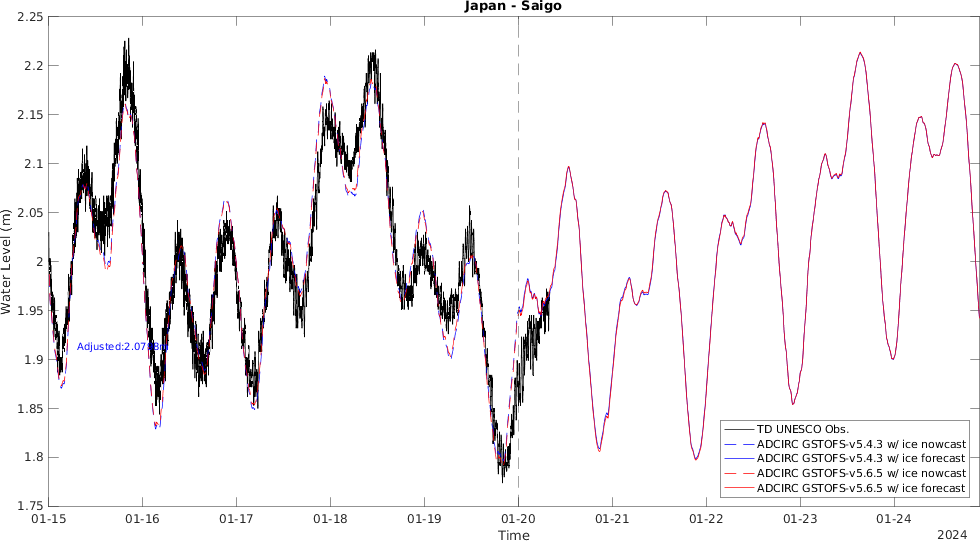 Japan - Saigo
2.25
2.2
2.15
2.1
2.05
2
1.95
1.9
1.85
1.8
1.75
Water Level (m)
TD UNESCO Obs.
ADCIRC GSTOFS-v5.4.3 w/ ice nowcast
ADCIRC GSTOFS-v5.4.3 w/ ice forecast
ADCIRC GSTOFS-v5.6.5 w/ ice nowcast
ADCIRC GSTOFS-v5.6.5 w/ ice forecast
01-15 01-16 01-17 01-18 01-19 01-20 01-21 01-22 01-23 01-24
Time
2024